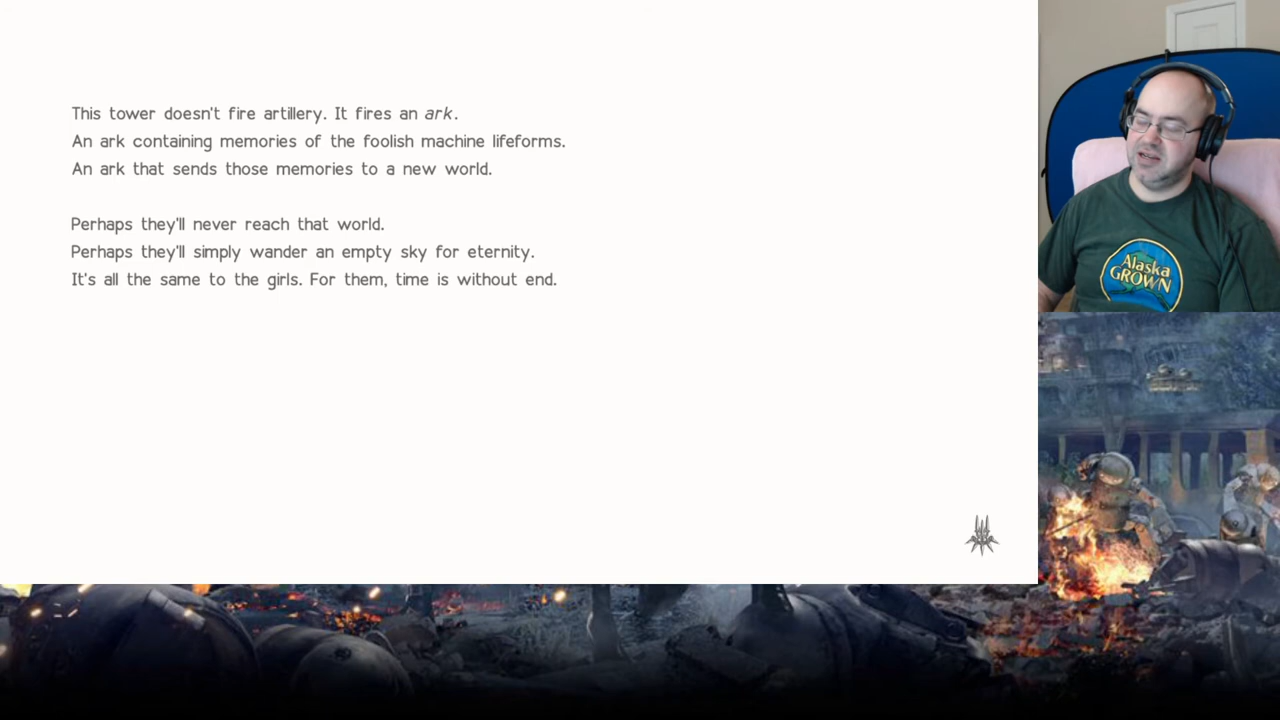 This tower doesn't fire artillery. It fires an ark.
An ark containing memories of the foolish machine lifeforms.
An ark that sends those memories to a new world.
Perhaps they'll never reach that world.
Perhaps they'll simply wander an empty sky for eternity.
It's all the same to the girls. For them, time is without end.
Alaska
GROWN